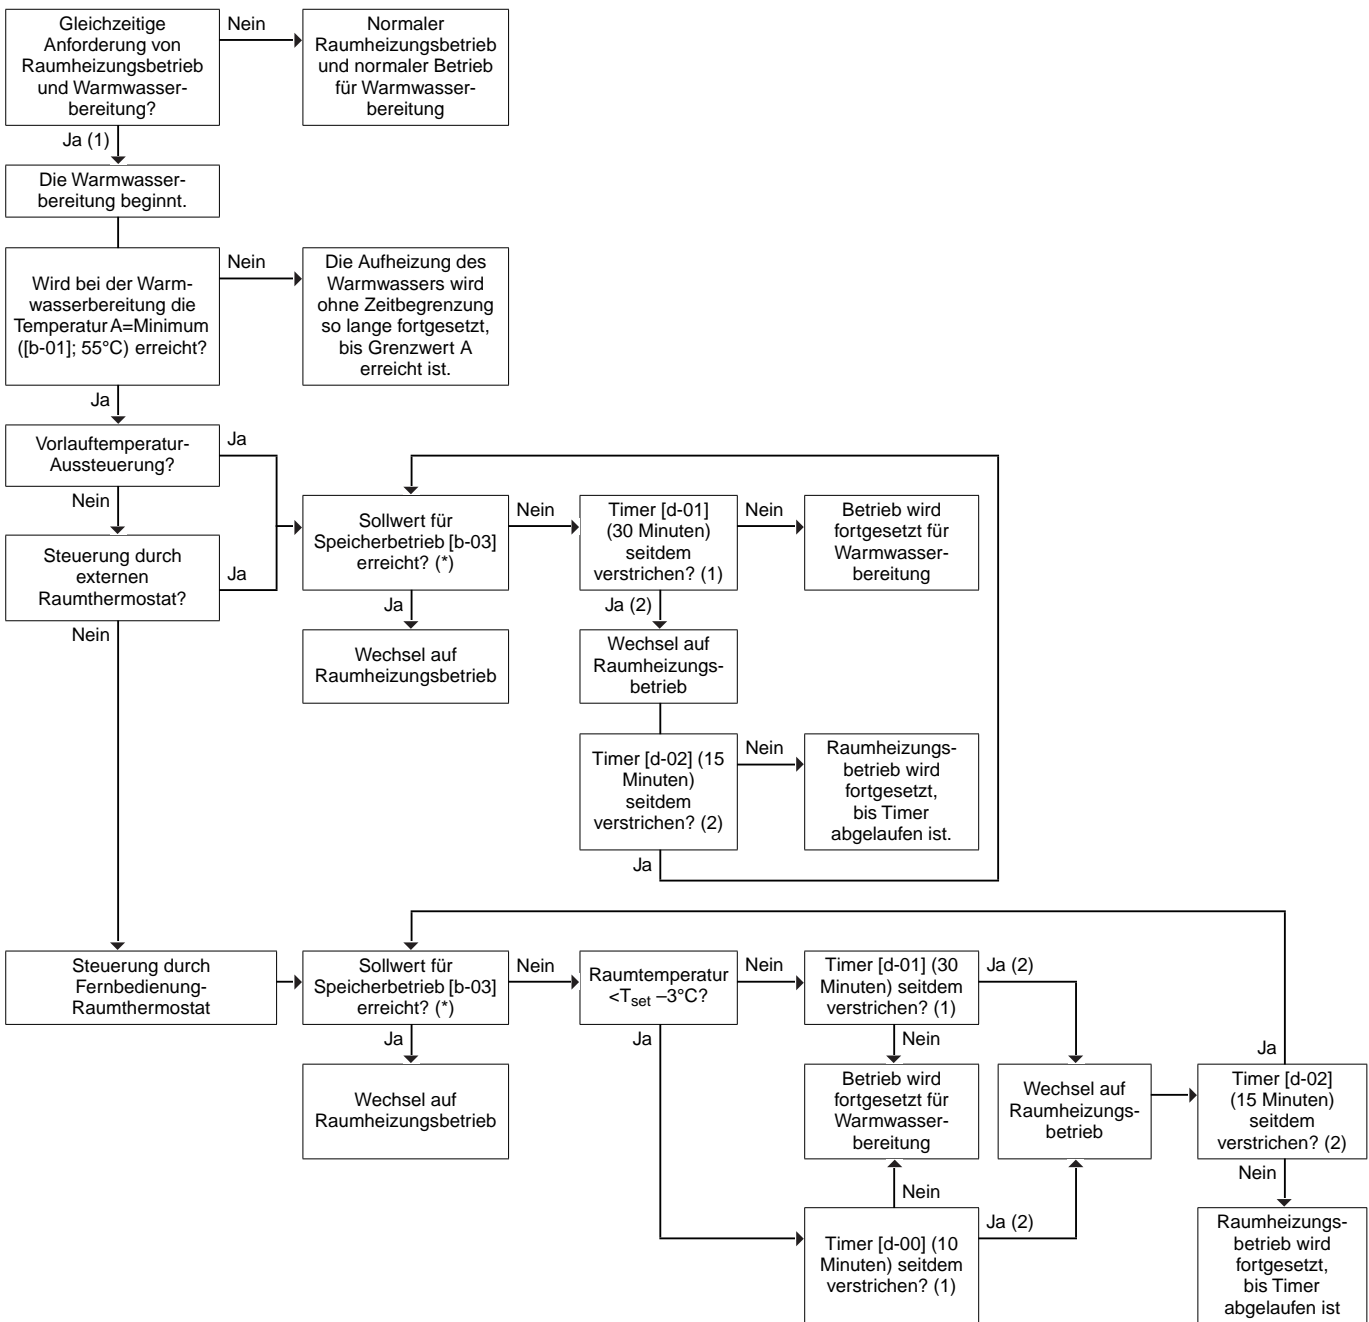 Gleichzeitige
Anforderung von
Raumheizungsbetrieb
und Warmwasser-
bereitung?
Nein
Normaler
Raumheizungsbetrieb
und normaler Betrieb
für Warmwasser-
bereitung
Ja (1)
Die Warmwasser-
bereitung beginnt.
Wird bei der Warm-
wasserbereitung die
Temperatur A=Minimum
([b-01]; 55°C) erreicht?
Nein
Die Aufheizung des
Warmwassers wird
ohne Zeitbegrenzung
so lange fortgesetzt,
bis Grenzwert A
erreicht ist.
Ja
Vorlauftemperatur-
Aussteuerung?
Ja
Nein
Steuerung durch
externen
Raumthermostat?
Ja
Nein
Sollwert für
Speicherbetrieb [b-03]
erreicht? (*)
Nein
Timer [d-01]
(30 Minuten)
seitdem
verstrichen? (1)
Nein
Betrieb wird
fortgesetzt für
Warmwasser-
bereitung
Ja
Wechsel auf
Raumheizungsbetrieb
Ja (2)
Wechsel auf
Raumheizungs-
betrieb
Timer [d-02] (15
Minuten)
seitdem
verstrichen? (2)
Nein
Raumheizungs-
betrieb wird
fortgesetzt,
bis Timer
abgelaufen ist.
Ja
Steuerung durch
Fernbedienung-
Raumthermostat
Sollwert für
Speicherbetrieb [b-03]
erreicht? (*)
Nein
Raumtemperatur
<Tset –3°C?
Nein
Timer [d-01] (30
Minuten) seitdem
verstrichen? (1)
Ja (2)
Ja
Wechsel auf
Raumheizungsbetrieb
Ja
Nein
Betrieb wird
fortgesetzt für
Warmwasser-
bereitung
Wechsel auf
Raumheizungs-
betrieb
Ja
Timer [d-02]
(15 Minuten)
seitdem
verstrichen? (2)
Nein
Timer [d-00] (10
Minuten) seitdem
verstrichen? (1)
Ja (2)
Nein
Raumheizungs-
betrieb wird
fortgesetzt,
bis Timer
abgelaufen ist